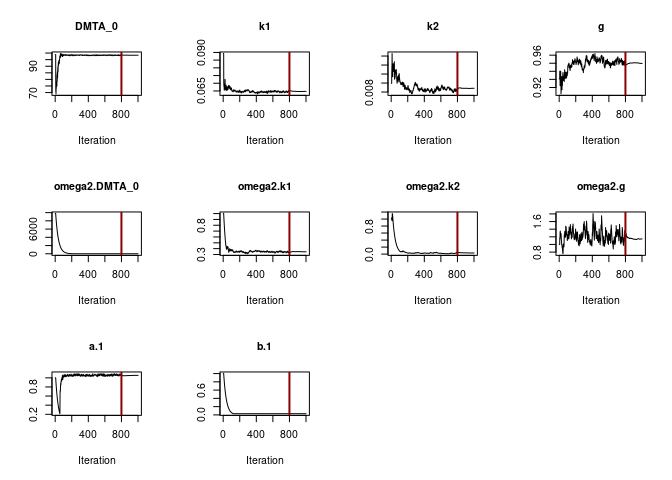 DMTA_0
70 90
0 400 800
Iteration
k1
0.065 0.090
0 400 800
Iteration
k2
0.008
0 400 800
Iteration
g
0.92 0.96
0 400 800
Iteration
omega2.DMTA_0
0 6000
0 400 800
Iteration
omega2.k1
0.3 0.8
0 400 800
Iteration
omega2.k2
0.0 0.8
0 400 800
Iteration
omega2.g
0.8 1.6
0 400 800
Iteration
a.1
0.2 0.8
0 400 800
Iteration
b.1
0.0 0.6
0 400 800
Iteration